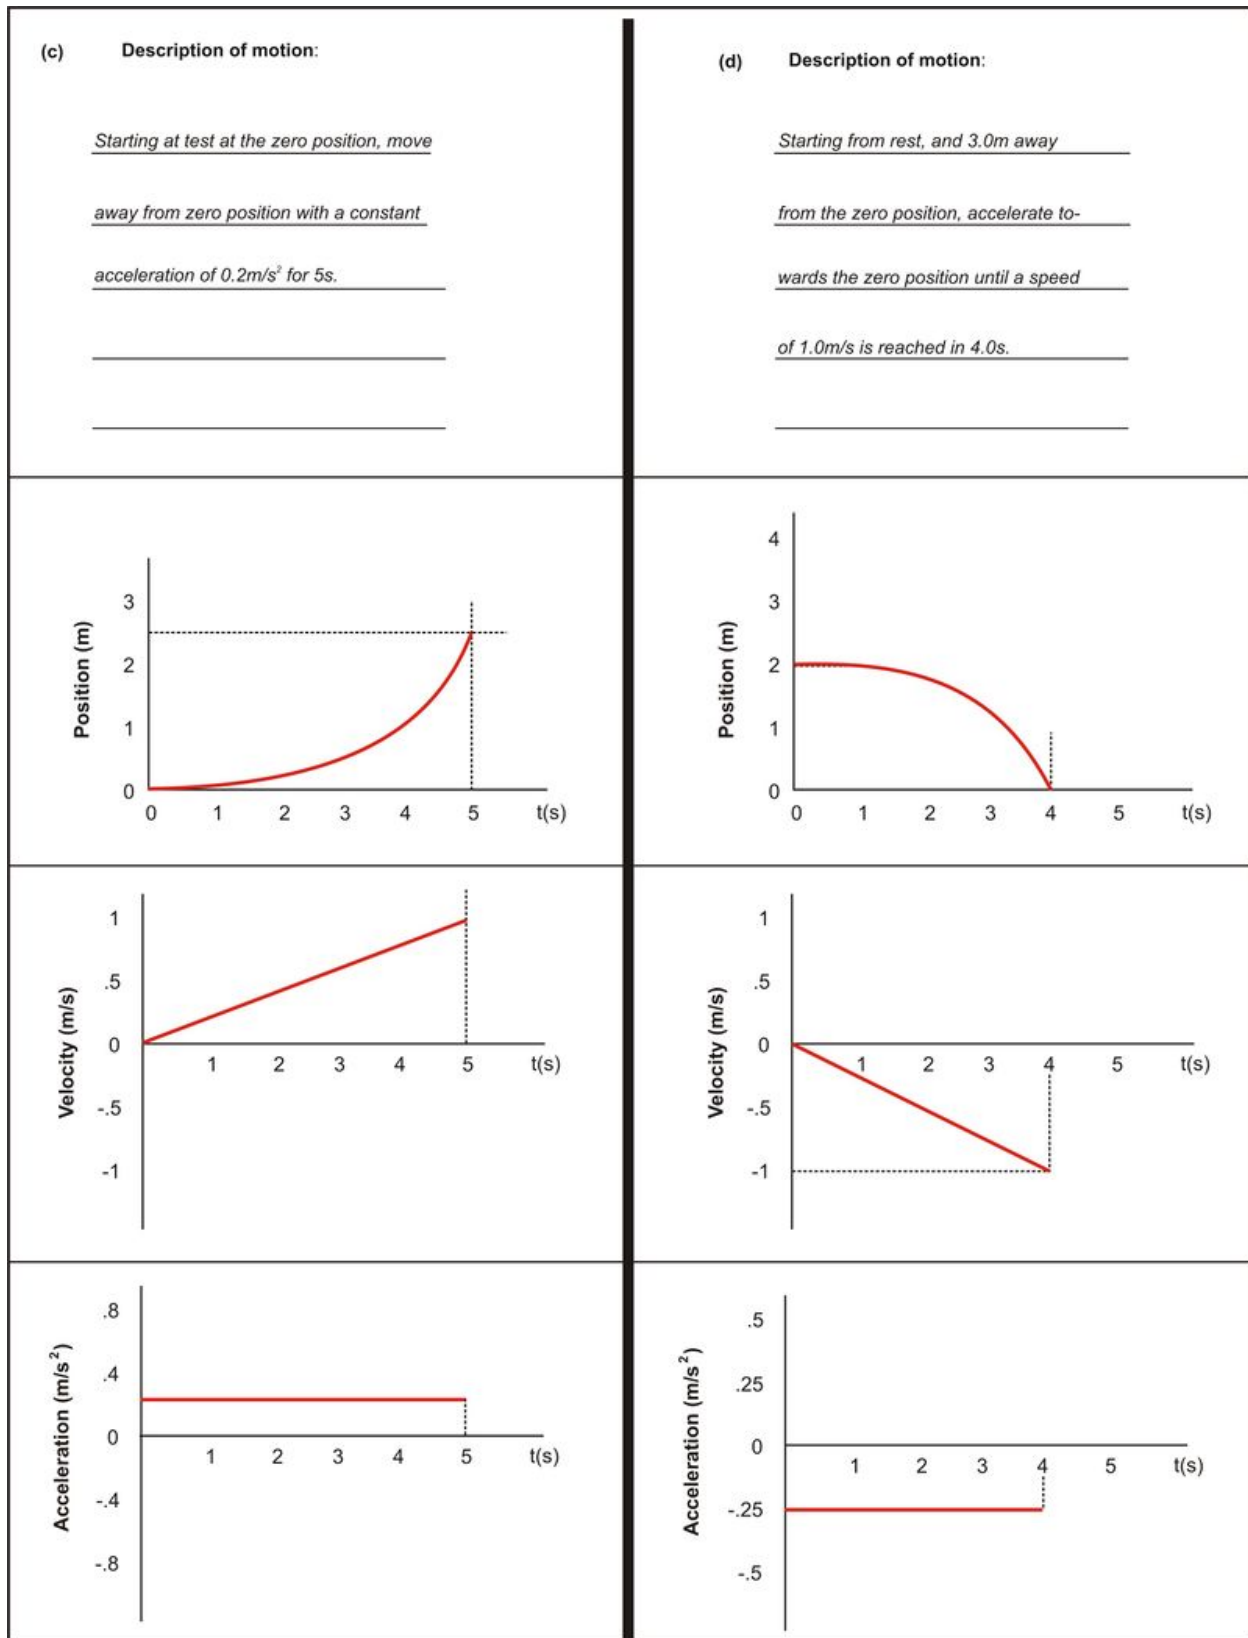 (c) Description of motion:
Starting at test at the zero position, move
away from zero position with a constant
acceleration of 0.2m/s² for 5s.
(d) Description of motion:
Starting from rest, and 3.0m away
from the zero position, accelerate to-
wards the zero position until a speed
of 1.0m/s is reached in 4.0s.
Position (m)
3
2
1
0
0 1 2 3 4 5 t(s)
Position (m)
4
3
2
1
0
0 1 2 3 4 5 t(s)
Velocity (m/s)
1
.5
0
-.5
-1
1 2 3 4 5 t(s)
Velocity (m/s)
1
.5
0
-.5
-1
1 2 3 4 5 t(s)
Acceleration (m/s²)
.8
.4
0
-.4
-.8
1 2 3 4 5 t(s)
Acceleration (m/s²)
.5
.25
0
-.25
-.5
1 2 3 4 5 t(s)